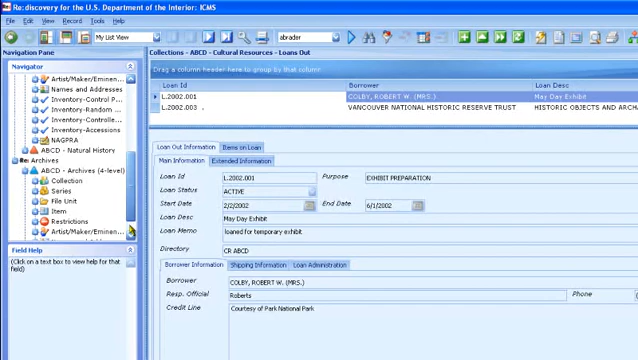 Re:discovery for the U.S. Department of the Interior: ICMS
File Edit View Record Tools Help
My List View abrader
Navigation Pane
Collections - ABCD - Cultural Resources - Loans Out
Navigator
Drag a column header here to group by that column
Artist/Maker/Eminen...
Names and Addresses
Inventory-Control P...
Inventory-Random ...
Inventory-Controlle...
Inventory-Accessions
NAGPRA
ABCD - Natural History
Re: Archives
ABCD - Archives (4-level)
Collection
Series
File Unit
Item
Restrictions
Artist/Maker/Eminen...
Field Help
(Click on a text box to view help for that
field)
Loan Id Borrower Loan Desc
L.2002.001 COLBY, ROBERT W. (MRS.) May Day Exhibit
L.2002.003 . VANCOUVER NATIONAL HISTORIC RESERVE TRUST HISTORIC OBJECTS AND ARCH
Loan Out Information Items on Loan
Main Information Extended Information
Loan Id L.2002.001 Purpose EXHIBIT PREPARATION
Loan Status ACTIVE
Start Date 2/2/2002 End Date 6/1/2002
Loan Desc May Day Exhibit
Loan Memo loaned for temporary exhibit
Directory CR ABCD
Borrower Information Shipping Information Loan Administration
Borrower COLBY, ROBERT W. (MRS.)
Resp. Official Roberts Phone
Credit Line Courtesy of Park National Park